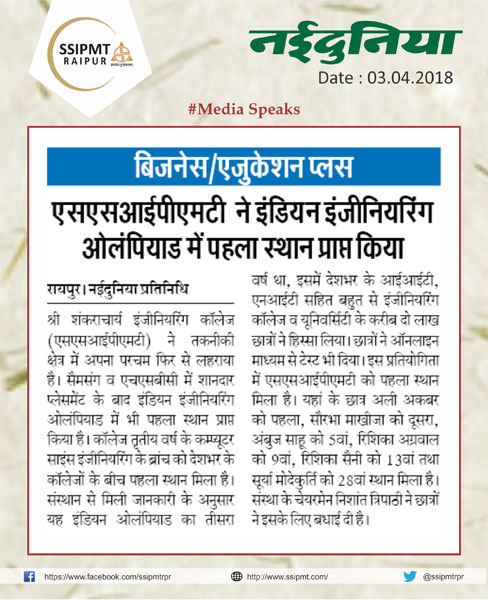 SSIPMT
RAIPUR
नईदुनिया
Date : 03.04.2018
#Media Speaks
बिजनेस/एजुकेशन प्लस
एसएसआईपीएमटी ने इंडियन इंजीनियरिंग
ओलंपियाड में पहला स्थान प्राप्त किया
रायपुर। नईदुनिया प्रतिनिधि
श्री शंकराचार्य इंजीनियरिंग कॉलेज
(एसएसआईपीएमटी) ने तकनीकी
क्षेत्र में अपना परचम फिर से लहराया
है। सैमसंग व एचएसबीसी में शानदार
प्लेसमेंट के बाद इंडियन इंजीनियरिंग
ओलंपियाड में भी पहला स्थान प्राप्त
किया है। कॉलेज तृतीय वर्ष के कम्प्यूटर
साइंस इंजीनियरिंग के ब्रांच को देशभर के
कॉलेजों के बीच पहला स्थान मिला है।
संस्थान से मिली जानकारी के अनुसार
यह इंडियन ओलंपियाड का तीसरा
वर्ष था, इसमें देशभर के आईआईटी,
एनआईटी सहित बहुत से इंजीनियरिंग
कॉलेज व यूनिवर्सिटी के करीब दो लाख
छात्रों ने हिस्सा लिया। छात्रों ने ऑनलाइन
माध्यम से टेस्ट भी दिया। इस प्रतियोगिता
में एसएसआईपीएमटी को पहला स्थान
मिला है। यहां के छात्र अली अकबर
को पहला, सौरभा माखीजा को दूसरा,
अंबुज साहू को 5वां, रिशिका अग्रवाल
को 9वां, रिशिका सैनी को 13वां तथा
सूर्या मोदेकुर्ति को 28वां स्थान मिला है।
संस्था के चेयरमेन निशांत त्रिपाठी ने छात्रों
ने इसके लिए बधाई दी है।
https://www.facebook.com/ssipmtrpr
http://www.ssipmt.com/
@ssipmtrpr